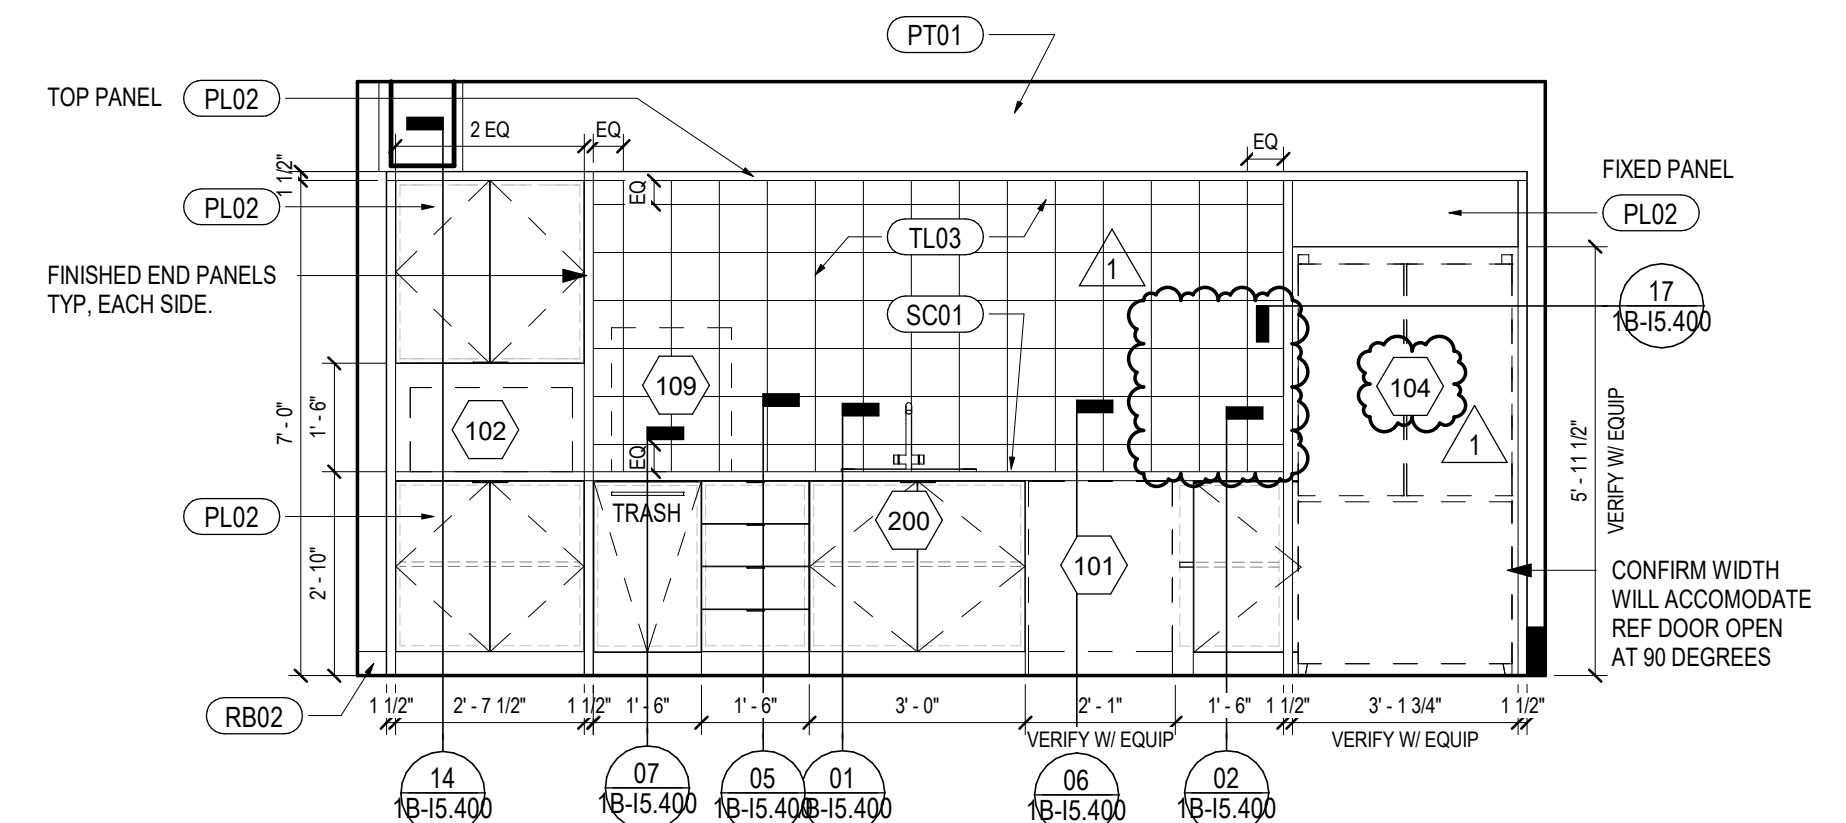 PT01
TOP PANEL
PL02
2 EQ
EQ
EQ
1 1/2"
EQ
FIXED PANEL
PL02
PL02
TL03
FINISHED END PANELS
TYP, EACH SIDE.
1
SC01
17
1B-I5.400
109
104
102
1
7' - 0"
1' - 6"
EQ
5' - 11 1/2"
VERIFY W/ EQUIP
PL02
TRASH
200
101
2' - 10"
CONFIRM WIDTH
WILL ACCOMODATE
REF DOOR OPEN
AT 90 DEGREES
RB02
1 1/2"
2' - 7 1/2"
1 1/2"
1' - 6"
1' - 6"
3' - 0"
2' - 1"
1' - 6"
1 1/2"
3' - 1 3/4"
1 1/2"
VERIFY W/ EQUIP
VERIFY W/ EQUIP
14
1B-I5.400
07
1B-I5.400
05
1B-I5.400
01
1B-I5.400
06
1B-I5.400
02
1B-I5.400